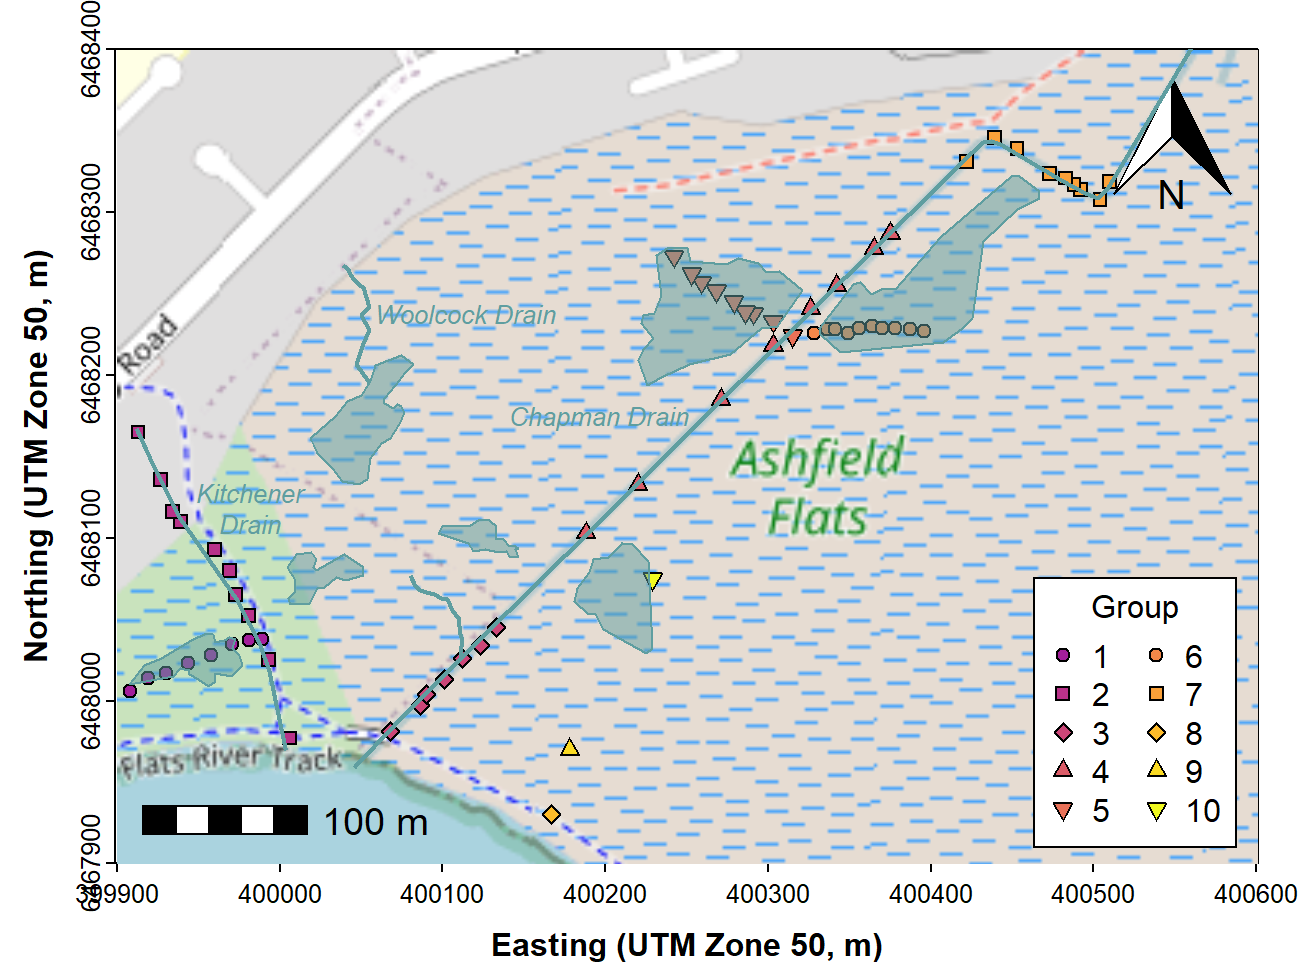 6468400
6468300
6468200
6468100
6468000
6467900
Northing (UTM Zone 50, m)
Road
Woolcock Drain
Chapman Drain
Ashfield
Flats
Kitchener
Drain
Flats River Track
100 m
N
Group
1
2
3
4
5
6
7
8
9
10
399900
400000
400100
400200
400300
400400
400500
400600
Easting (UTM Zone 50, m)